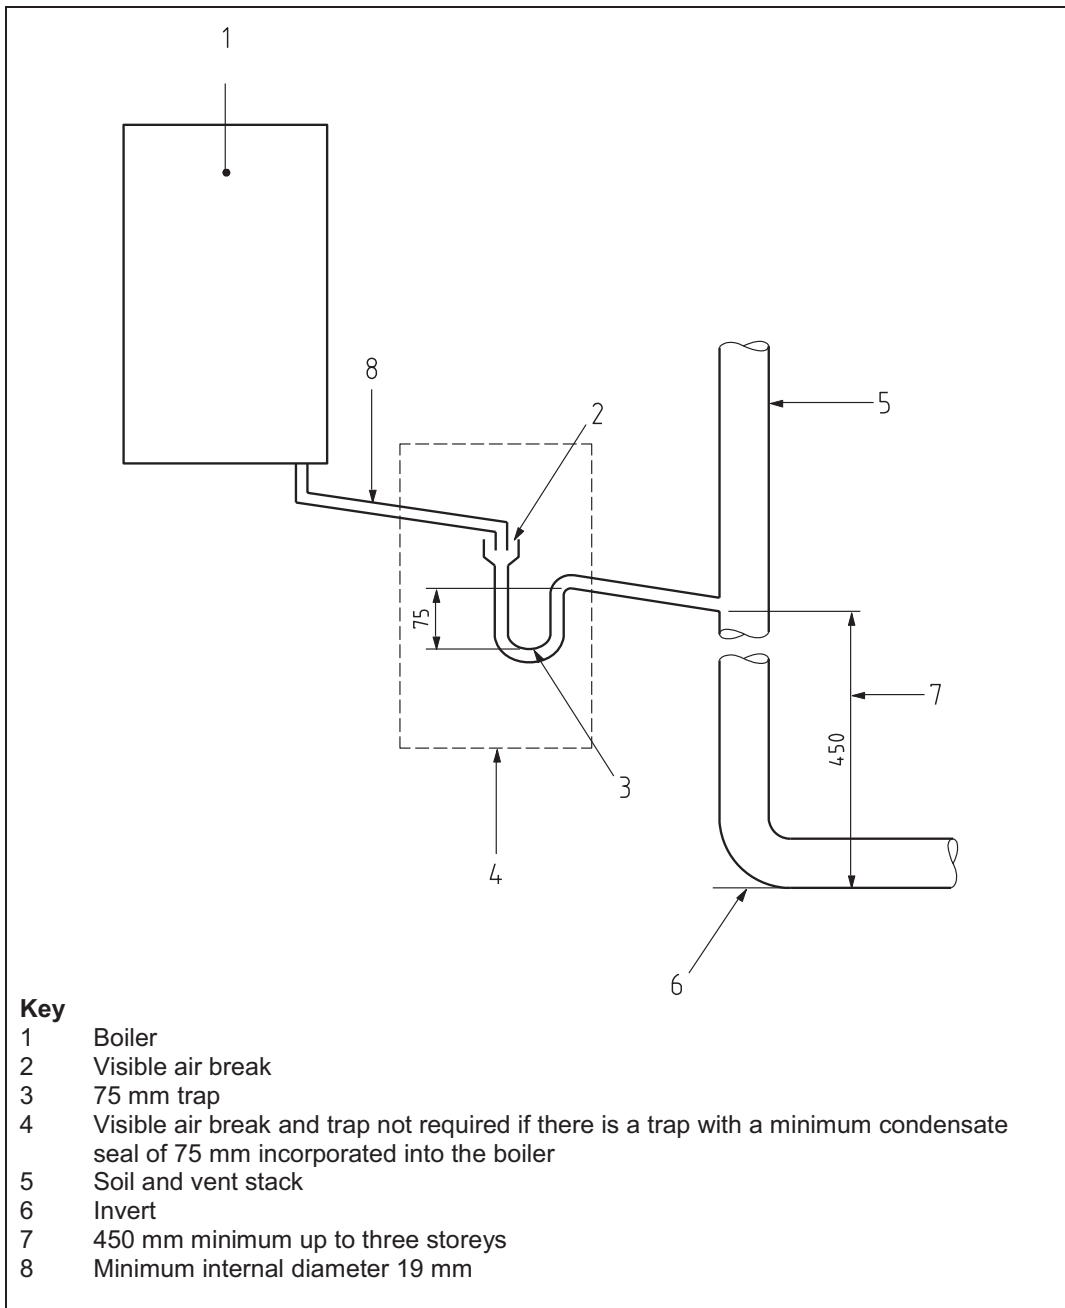 1
8
2
5
75
7
450
3
4
6
Key
1 Boiler
2 Visible air break
3 75 mm trap
4 Visible air break and trap not required if there is a trap with a minimum condensate
seal of 75 mm incorporated into the boiler
5 Soil and vent stack
6 Invert
7 450 mm minimum up to three storeys
8 Minimum internal diameter 19 mm